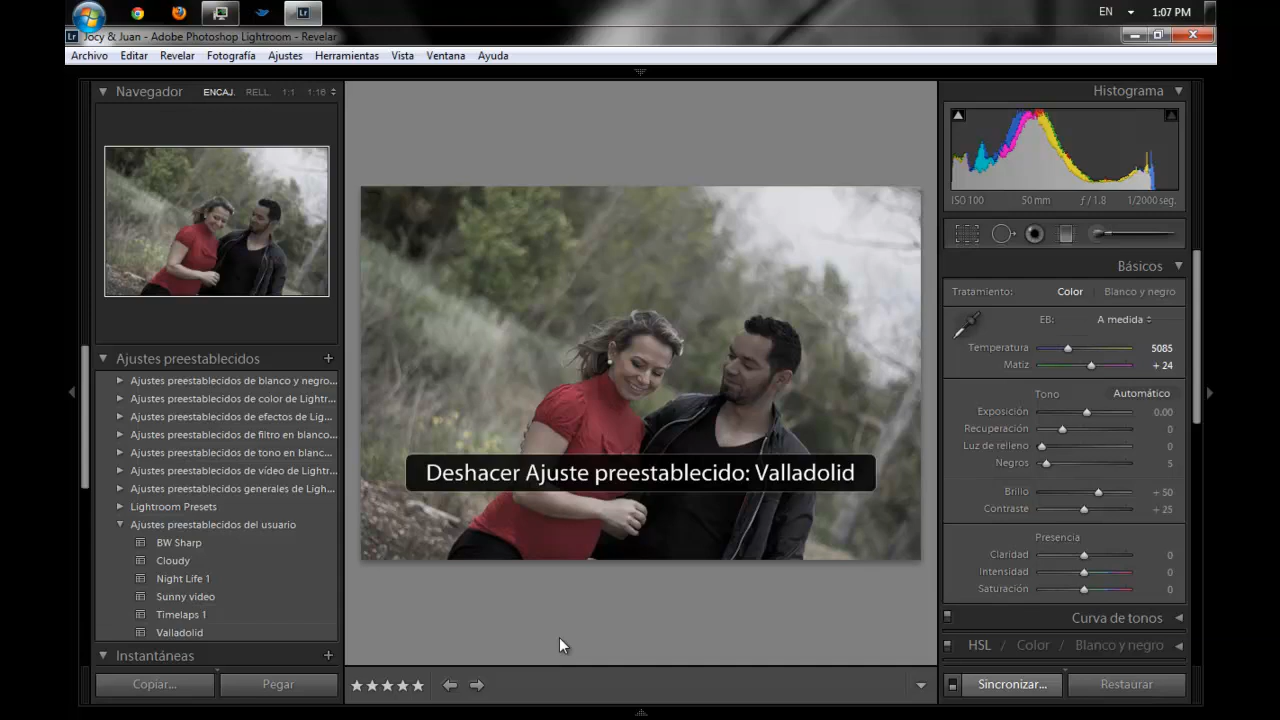 EN
1:07 PM
Lr
Lr Jocy & Juan - Adobe Photoshop Lightroom - Revelar
Archivo Editar Revelar Fotografía Ajustes Herramientas Vista Ventana Ayuda
Navegador ENCAJ. RELL. 1:1 1:16
Ajustes preestablecidos +
Ajustes preestablecidos de blanco y negro...
Ajustes preestablecidos de color de Lightr...
Ajustes preestablecidos de efectos de Lig...
Ajustes preestablecidos de filtro en blanco...
Ajustes preestablecidos de tono en blanc...
Ajustes preestablecidos de vídeo de Lightr...
Ajustes preestablecidos generales de Ligh...
Lightroom Presets
Ajustes preestablecidos del usuario
BW Sharp
Cloudy
Night Life 1
Sunny video
Timelaps 1
Valladolid
Instantáneas +
Copiar... Pegar
Deshacer Ajuste preestablecido: Valladolid
Histograma
ISO 100 50 mm ƒ / 1.8 1/2000 seg.
Básicos
Tratamiento: Color Blanco y negro
EB: A medida
Temperatura 5085
Matiz + 24
Tono Automático
Exposición 0.00
Recuperación 0
Luz de relleno 0
Negros 5
Brillo + 50
Contraste + 25
Presencia
Claridad 0
Intensidad 0
Saturación 0
Curva de tonos
HSL / Color / Blanco y negro
Sincronizar... Restaurar